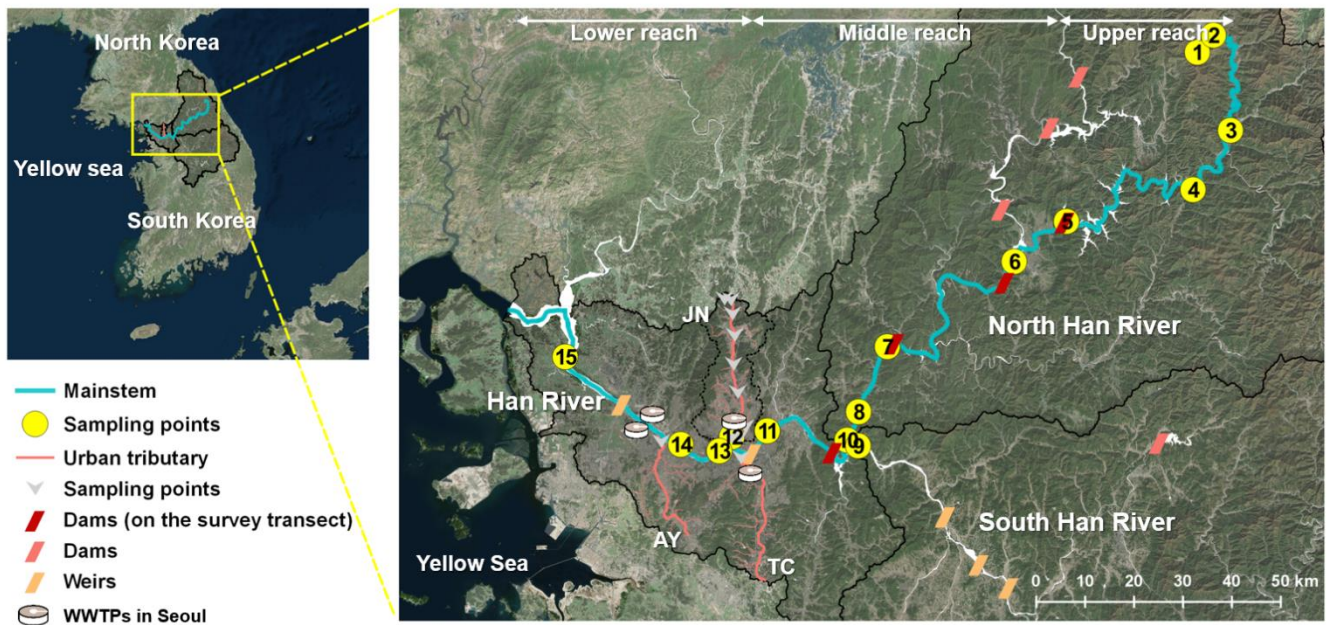 North Korea
Yellow sea
South Korea
Mainstem
Sampling points
Urban tributary
Sampling points
Dams (on the survey transect)
Dams
Weirs
WWTPs in Seoul
Lower reach
Middle reach
Upper reach
2
1
3
4
5
6
North Han River
7
JN
15
Han River
8
11
12
10
9
14
13
South Han River
AY
TC
Yellow Sea
0 10 20 30 40 50 km